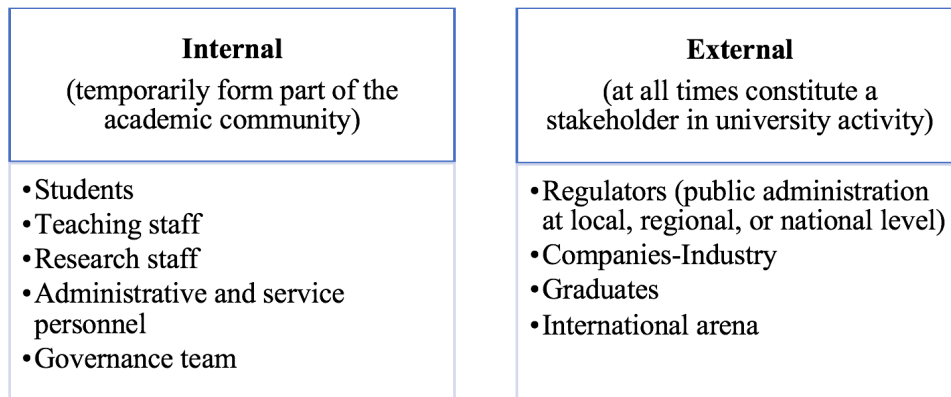 Internal
(temporarily form part of the
academic community)
•Students
•Teaching staff
•Research staff
•Administrative and service
personnel
•Governance team
External
(at all times constitute a
stakeholder in university activity)
•Regulators (public administration
at local, regional, or national level)
•Companies-Industry
•Graduates
•International arena